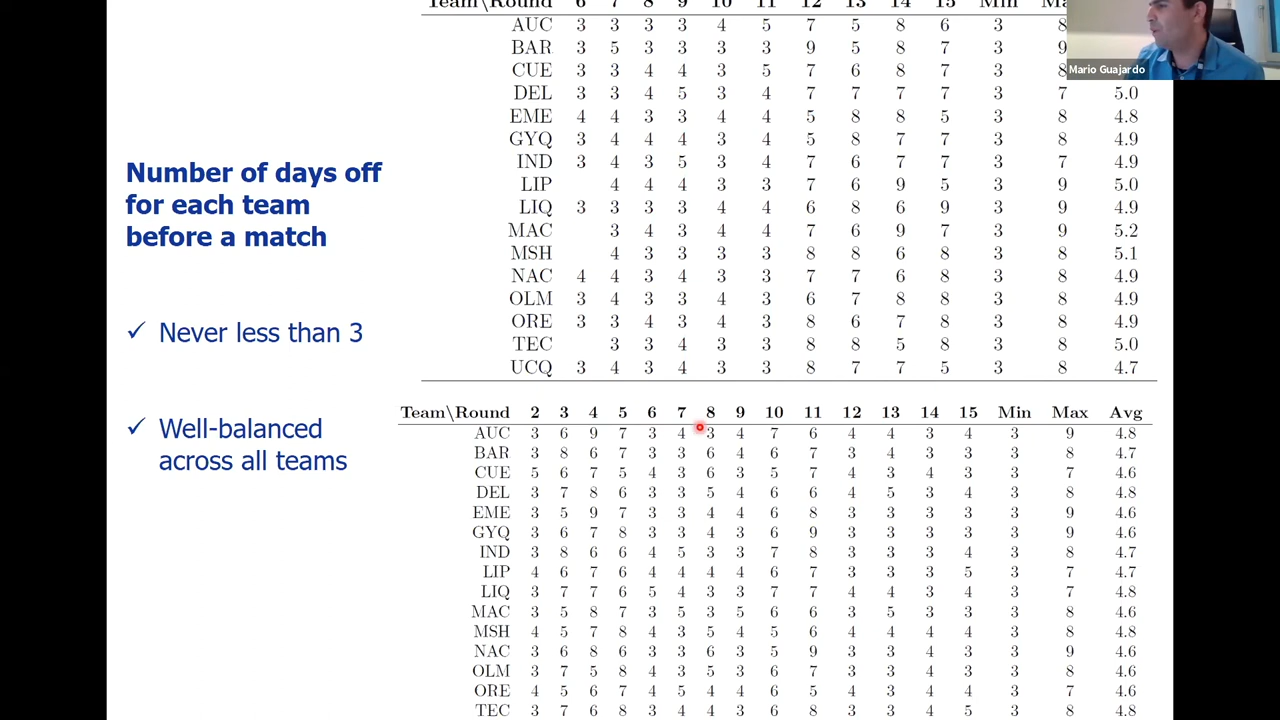 Team\Round 6 7 8 9 10 11 12 13 14 15 Min
AUC 3 3 3 3 4 5 7 5 8 6 3 8
BAR 3 5 3 3 3 3 9 5 8 7 3 9
CUE 3 3 4 4 3 5 7 6 8 7 3 8
Mario Guajardo
DEL 3 3 4 5 3 4 7 7 7 7 3 7 5.0
EME 4 4 3 3 4 4 5 8 8 5 3 8 4.8
GYQ 3 4 4 4 3 4 5 8 7 7 3 8 4.9
IND 3 4 3 5 3 4 7 6 7 7 3 7 4.9
LIP 4 4 4 3 3 7 6 9 5 3 9 5.0
LIQ 3 3 3 3 4 4 6 8 6 9 3 9 4.9
MAC 3 4 3 4 4 7 6 9 7 3 9 5.2
MSH 4 3 3 3 3 8 8 6 8 3 8 5.1
NAC 4 4 3 4 3 3 7 7 6 8 3 8 4.9
OLM 3 4 3 3 4 3 6 7 8 8 3 8 4.9
ORE 3 3 4 3 4 3 8 6 7 8 3 8 4.9
TEC 3 3 4 3 3 8 8 5 8 3 8 5.0
UCQ 3 4 3 4 3 3 8 7 7 5 3 8 4.7
Number of days off
for each team
before a match
✓ Never less than 3
✓ Well-balanced
across all teams
Team\Round 2 3 4 5 6 7 8 9 10 11 12 13 14 15 Min Max Avg
AUC 3 6 9 7 3 4 3 4 7 6 4 4 3 4 3 9 4.8
BAR 3 8 6 7 3 3 6 4 6 7 3 4 3 3 3 8 4.7
CUE 5 6 7 5 4 3 6 3 5 7 4 3 4 3 3 7 4.6
DEL 3 7 8 6 3 3 5 4 6 6 4 5 3 4 3 8 4.8
EME 3 5 9 7 3 3 4 4 6 8 3 3 3 3 3 9 4.6
GYQ 3 6 7 8 3 3 4 3 6 9 3 3 3 3 3 9 4.6
IND 3 8 6 6 4 5 3 3 7 8 3 3 3 4 3 8 4.7
LIP 4 6 7 6 4 4 4 4 6 7 3 3 3 5 3 7 4.7
LIQ 3 7 7 6 5 4 3 3 7 7 4 4 3 4 3 7 4.8
MAC 3 5 8 7 3 5 3 5 6 6 3 5 3 3 3 8 4.6
MSH 4 5 7 8 4 3 5 4 5 6 4 4 4 4 3 8 4.8
NAC 3 6 8 6 3 3 6 3 5 9 3 3 4 3 3 9 4.6
OLM 3 7 5 8 4 3 5 3 6 7 3 3 4 3 3 8 4.6
ORE 4 5 6 7 4 5 4 4 6 5 4 3 4 4 3 7 4.6
TEC 3 7 6 8 3 4 4 3 6 8 3 3 4 5 3 8 4.8